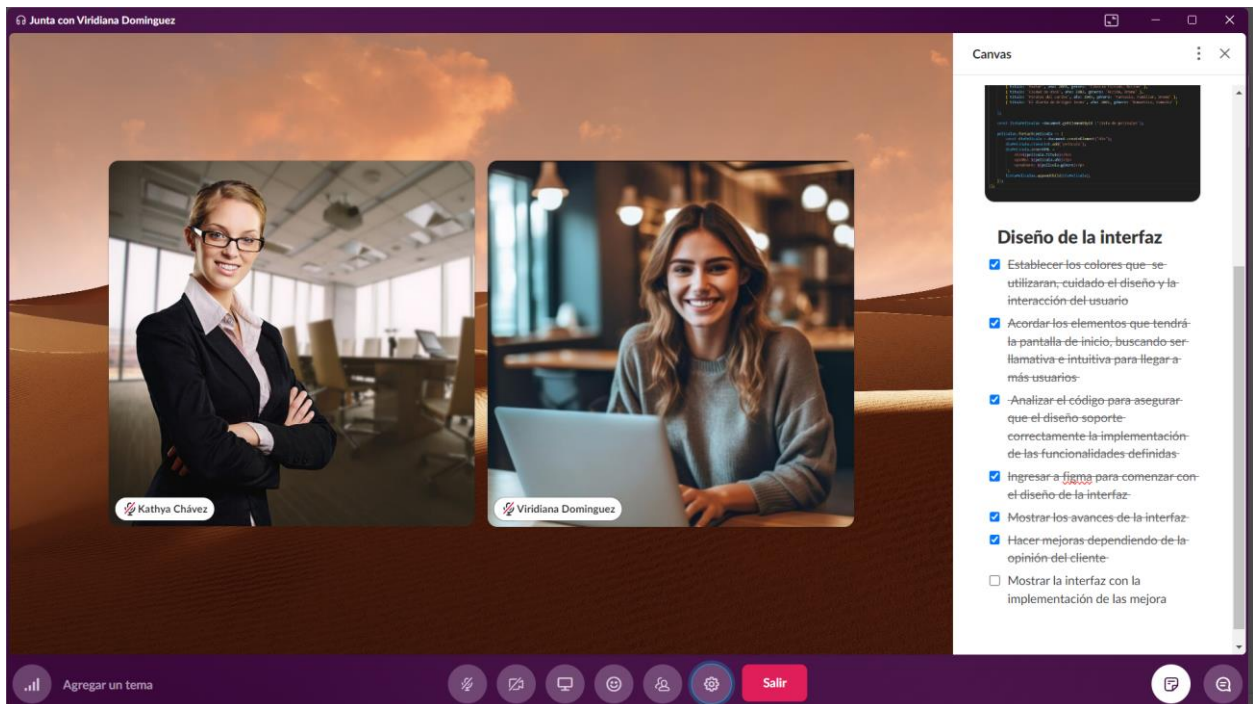 Junta con Viridiana Dominguez
Kathya Chávez
Viridiana Dominguez
Canvas
Diseño de la interfaz
Establecer los colores que se
utilizaran, cuidado el diseño y la
interacción del usuario
Acordar los elementos que tendrá
la pantalla de inicio, buscando ser
llamativa e intuitiva para llegar a
más usuarios
Analizar el código para asegurar
que el diseño soporte
correctamente la implementación
de las funcionalidades definidas
Ingresar a figma para comenzar con
el diseño de la interfaz
Mostrar los avances de la interfaz
Hacer mejoras dependiendo de la
opinión del cliente
Mostrar la interfaz con la
implementación de las mejora
Agregar un tema
Salir